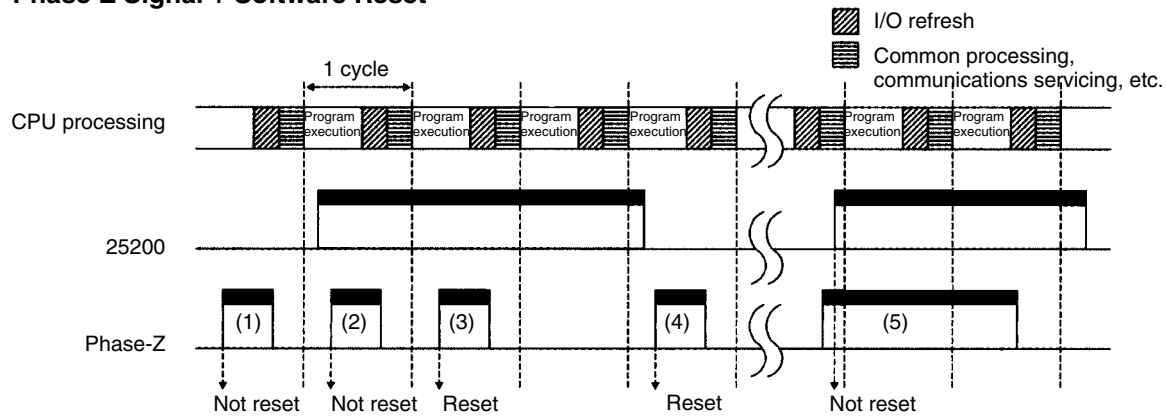 Phase-Z Signal + Software Reset
I/O refresh
Common processing,
communications servicing, etc.
1 cycle
CPU processing
Program
execution
Program
execution
Program
execution
Program
execution
Program
execution
Program
execution
25200
Phase-Z
(1)
(2)
(3)
(4)
(5)
Not reset
Not reset
Reset
Reset
Not reset